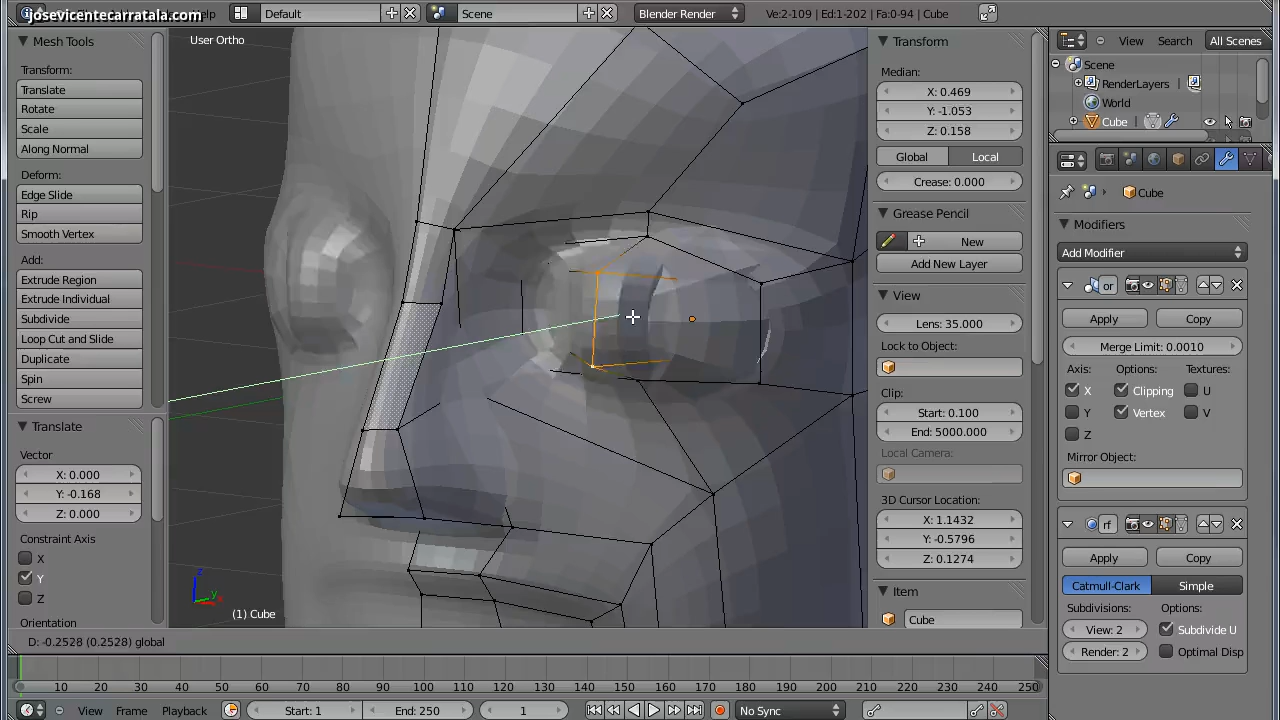 josevicentecarratala.com
Help
Default
Scene
Blender Render
Ve:2-109 | Ed:1-202 | Fa:0-94 | Cube
Mesh Tools
Transform:
Translate
Rotate
Scale
Along Normal
Deform:
Edge Slide
Rip
Smooth Vertex
Add:
Extrude Region
Extrude Individual
Subdivide
Loop Cut and Slide
Duplicate
Spin
Screw
Translate
Vector
X: 0.000
Y: -0.168
Z: 0.000
Constraint Axis
X
Y
Z
Orientation
User Ortho
z
y
x
(1) Cube
D: -0.2528 (0.2528) global
Transform
Median:
X: 0.469
Y: -1.053
Z: 0.158
Global
Local
Crease: 0.000
Grease Pencil
New
Add New Layer
View
Lens: 35.000
Lock to Object:
Clip:
Start: 0.100
End: 5000.000
Local Camera:
3D Cursor Location:
X: 1.1432
Y: -0.5796
Z: 0.1274
Item
Cube
View
Search
All Scenes
Scene
RenderLayers
World
Cube
Cube
Modifiers
Add Modifier
or
Apply
Copy
Merge Limit: 0.0010
Axis:
Options:
Textures:
X
Clipping
U
Y
Vertex
V
Z
Mirror Object:
rf
Apply
Copy
Catmull-Clark
Simple
Subdivisions:
Options:
View: 2
Subdivide U
Render: 2
Optimal Disp
10 20 30 40 50 60 70 80 90 100 110 120 130 140 150 160 170 180 190 200 210 220 230 240 250
View
Frame
Playback
Start: 1
End: 250
1
No Sync